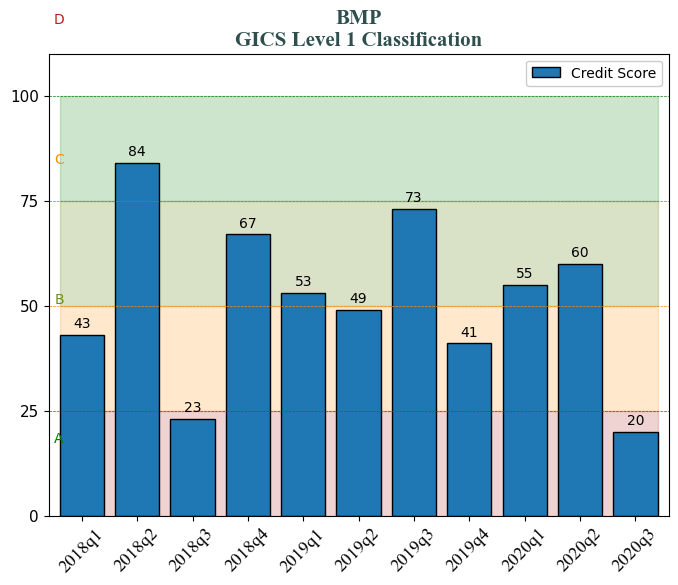 D
BMP
GICS Level 1 Classification
Credit Score
100
C
84
75
73
67
60
55
53
B
50
49
43
41
25
23
20
A
0
2018q1
2018q2
2018q3
2018q4
2019q1
2019q2
2019q3
2019q4
2020q1
2020q2
2020q3